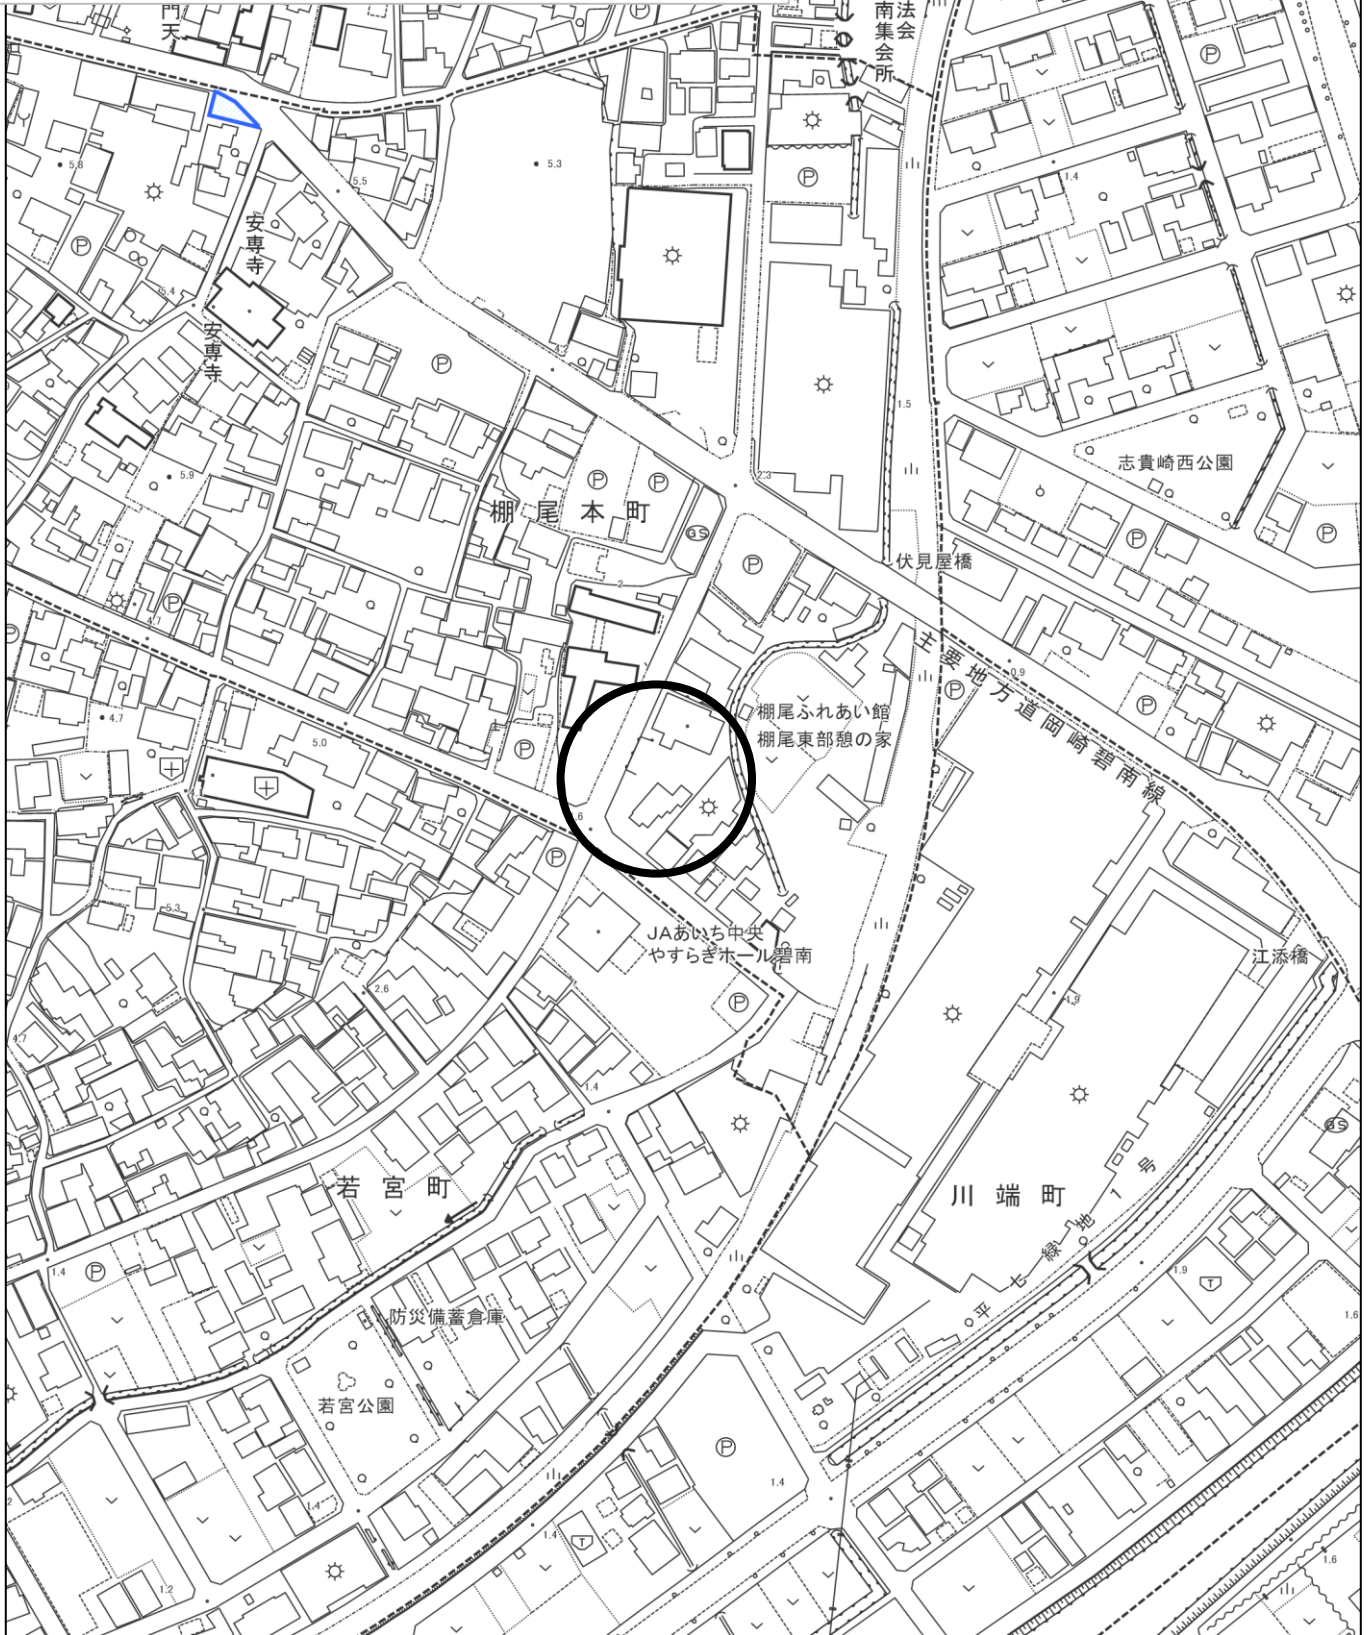 門天
法会
南集会所
P
P
1.4
P
5.3
5.8
5.5
安専寺
P
5.4
安専寺
P
4.?
1.5
志貴崎西公園
5.9
P
P
2.3
棚尾本町
GS
P
P
P
伏見屋橋
2
P
4.7
主要地方道岡崎碧南線
0.9
P
P
棚尾ふれあい館
棚尾東部憩の家
4.7
5.0
P
P
5.3
JAあいち中央
やすらぎホール碧南
江添橋
2.6
P
1.9
4.7
1.4
GS
若宮町
川端町
平七緑地1号
1.4
P
1.9
T
防災備蓄倉庫
1.6
若宮公園
P
1.4
1.4
1.4
T
1.2
1.6